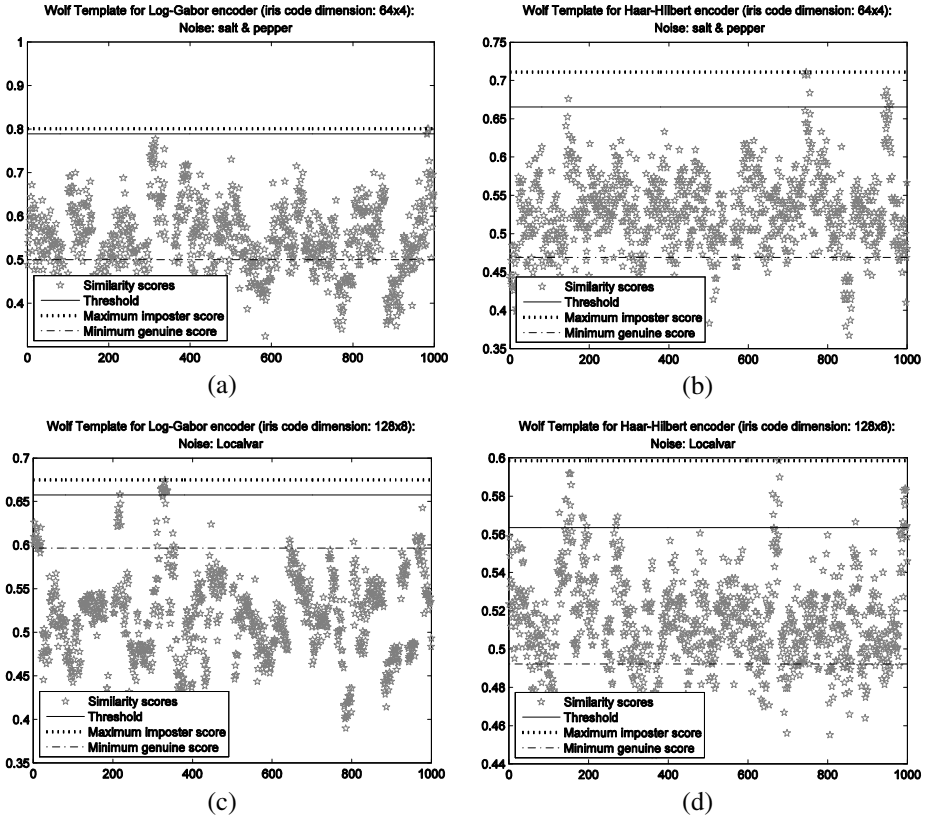 Wolf Template for Log-Gabor encoder (iris code dimension: 64x4):
Noise: salt & pepper
1
0.9
0.8
0.7
0.6
0.5
0.4
Similarity scores
Threshold
Maximum imposter score
Minimum genuine score
0 200 400 600 800 1000
(a)
Wolf Template for Haar-Hilbert encoder (iris code dimension: 64x4):
Noise: salt & pepper
0.75
0.7
0.65
0.6
0.55
0.5
0.45
0.4
0.35
Similarity scores
Threshold
Maximum imposter score
Minimum genuine score
0 200 400 600 800 1000
(b)
Wolf Template for Log-Gabor encoder (iris code dimension: 128x8):
Noise: Localvar
0.7
0.65
0.6
0.55
0.5
0.45
0.4
0.35
Similarity scores
Threshold
Maximum imposter score
Minimum genuine score
0 200 400 600 800 1000
(c)
Wolf Template for Haar-Hilbert encoder (iris code dimension: 128x8):
Noise: Localvar
0.6
0.58
0.56
0.54
0.52
0.5
0.48
0.46
0.44
Similarity scores
Threshold
Maximum imposter score
Minimum genuine score
0 200 400 600 800 1000
(d)